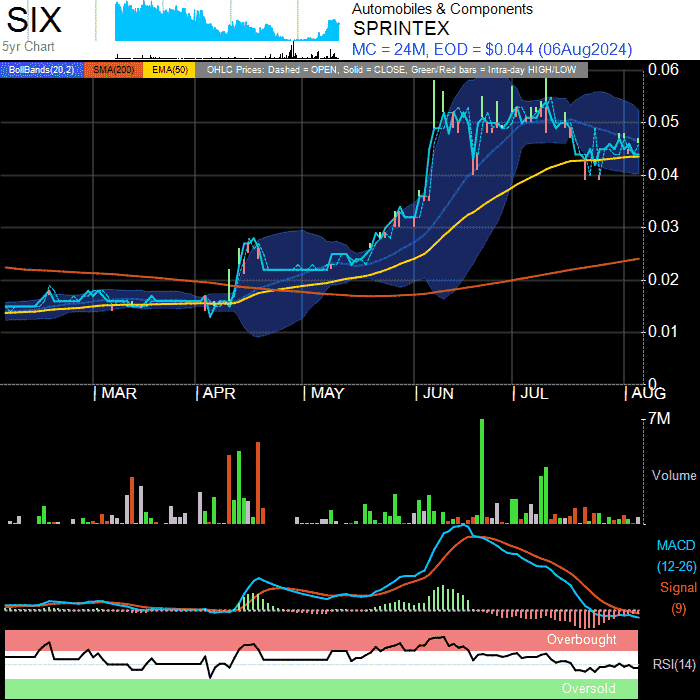 SIX
5yr Chart
Automobiles & Components
SPRINTEX
MC = 24M, EOD = $0.044 (06Aug2024)
BollBands(20,2) SMA(200) EMA(50) OHLC Prices: Dashed = OPEN, Solid = CLOSE, Green/Red bars = Intra-day HIGH/LOW
0.06
0.05
0.04
0.03
0.02
0.01
0
| MAR | APR | MAY | JUN | JUL | AUG
7M
Volume
MACD
(12-26)
Signal
(9)
Overbought
RSI(14)
Oversold